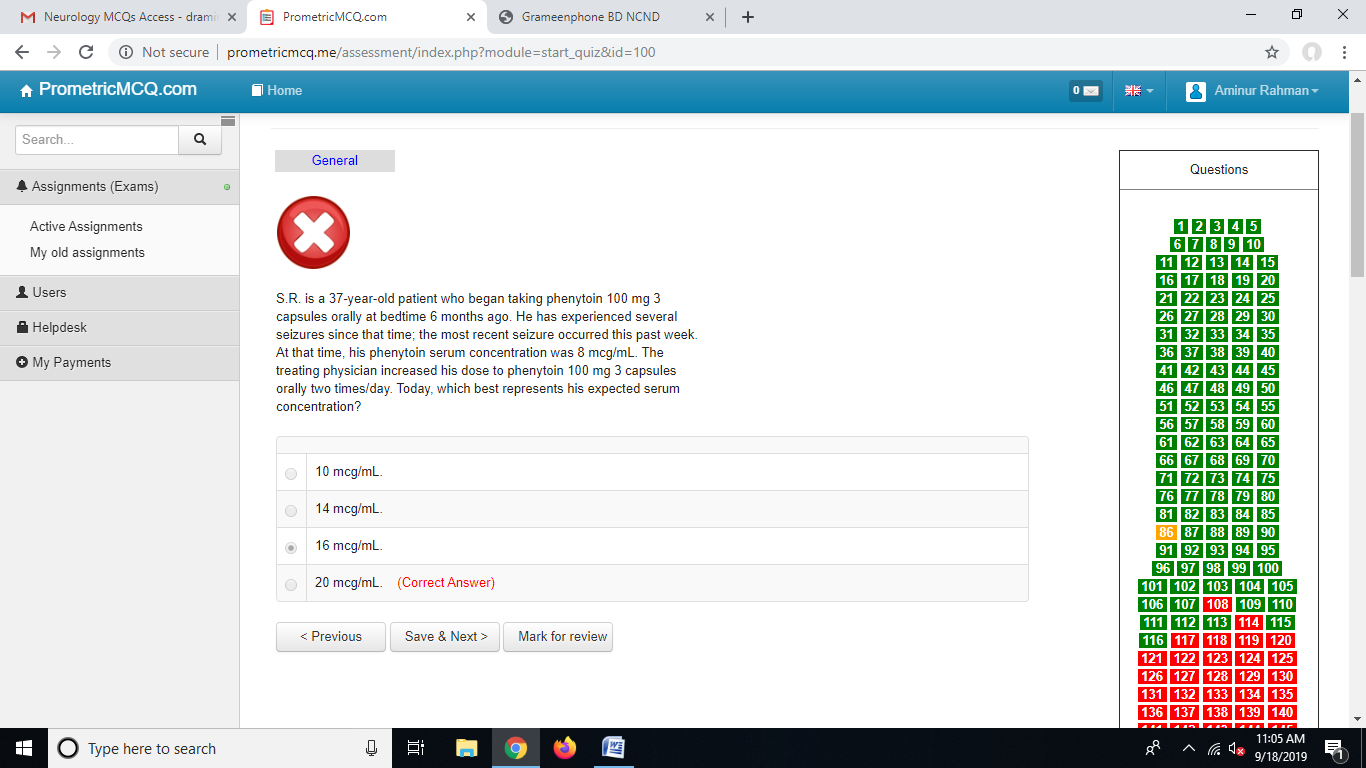 Neurology MCQs Access - drami
PrometricMCQ.com
Grameenphone BD NCND
Not secure | prometricmcq.me/assessment/index.php?module=start_quiz&id=100
PrometricMCQ.com
Home
0
Aminur Rahman
Search...
General
Questions
Assignments (Exams)
Active Assignments
My old assignments
Users
Helpdesk
My Payments
S.R. is a 37-year-old patient who began taking phenytoin 100 mg 3
capsules orally at bedtime 6 months ago. He has experienced several
seizures since that time; the most recent seizure occurred this past week.
At that time, his phenytoin serum concentration was 8 mcg/mL. The
treating physician increased his dose to phenytoin 100 mg 3 capsules
orally two times/day. Today, which best represents his expected serum
concentration?
10 mcg/mL.
14 mcg/mL.
16 mcg/mL.
20 mcg/mL. (Correct Answer)
< Previous
Save & Next >
Mark for review
1 2 3 4 5
6 7 8 9 10
11 12 13 14 15
16 17 18 19 20
21 22 23 24 25
26 27 28 29 30
31 32 33 34 35
36 37 38 39 40
41 42 43 44 45
46 47 48 49 50
51 52 53 54 55
56 57 58 59 60
61 62 63 64 65
66 67 68 69 70
71 72 73 74 75
76 77 78 79 80
81 82 83 84 85
86 87 88 89 90
91 92 93 94 95
96 97 98 99 100
101 102 103 104 105
106 107 108 109 110
111 112 113 114 115
116 117 118 119 120
121 122 123 124 125
126 127 128 129 130
131 132 133 134 135
136 137 138 139 140
Type here to search
11:05 AM
9/18/2019
1